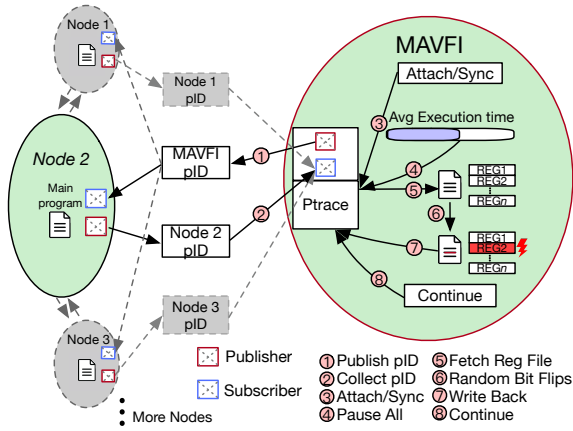 Node 1
Node 1
pID
MAVFI
Attach/Sync
③
Avg Execution time
Node 2
Main
program
MAVFI
pID
①
④
⑤
REG1
REG2
REGn
Ptrace
②
⑥
Node 2
pID
REG1
REG2
REGn
⑦
⑧
Continue
Node 3
pID
Node 3
Publisher
Subscriber
More Nodes
① Publish pID
② Collect pID
③ Attach/Sync
④ Pause All
⑤ Fetch Reg File
⑥ Random Bit Flips
⑦ Write Back
⑧ Continue